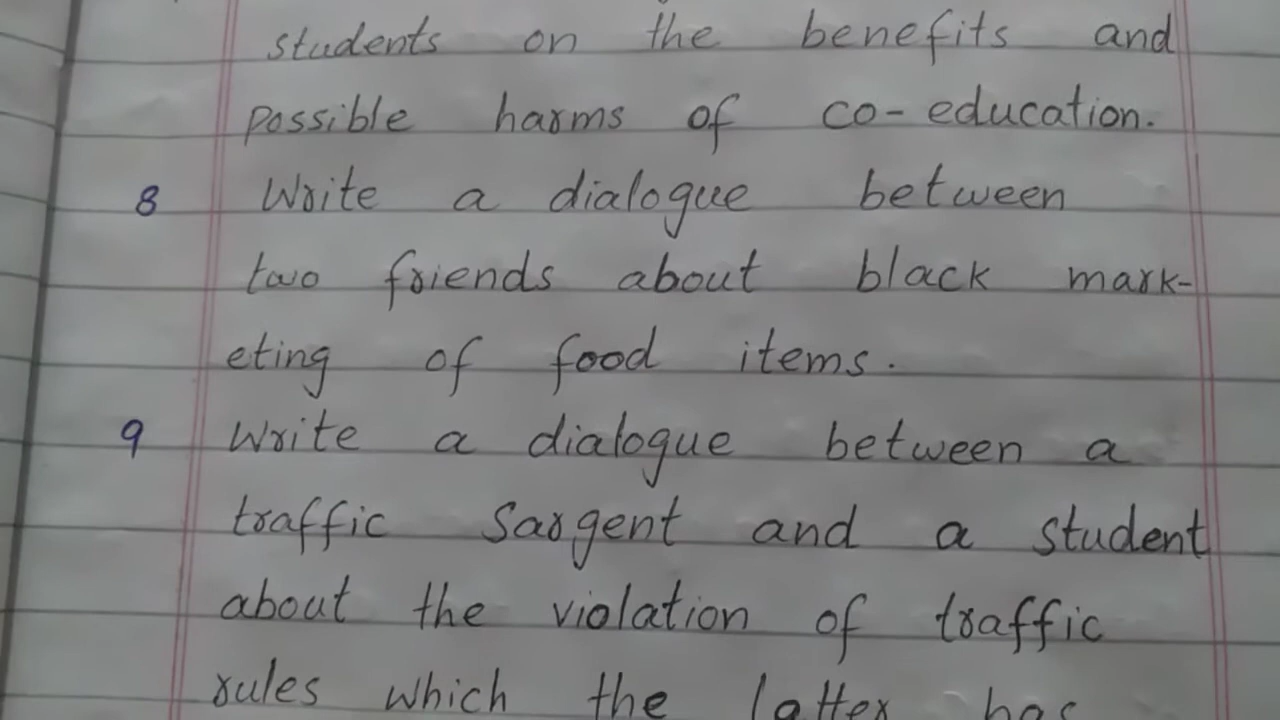 students on the benefits and
possible harms of co-education.
8 Write a dialogue between
two friends about black mark-
eting of food items.
9 Write a dialogue between a
traffic Sargent and a student
about the violation of traffic
rules which the latter has